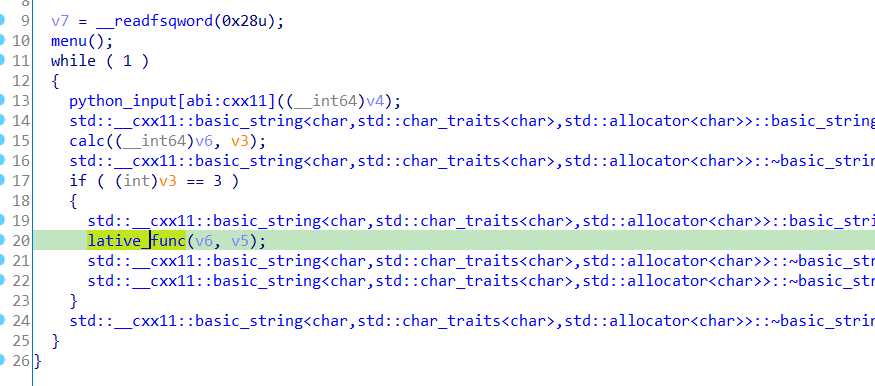 9 v7 = __readfsqword(0x28u);
10 menu();
11 while ( 1 )
12 {
13 python_input[abi:cxx11]((__int64)v4);
14 std::__cxx11::basic_string<char,std::char_traits<char>,std::allocator<char>>::basic_string
15 calc((__int64)v6, v3);
16 std::__cxx11::basic_string<char,std::char_traits<char>,std::allocator<char>>::~basic_strin
17 if ( (int)v3 == 3 )
18 {
19 std::__cxx11::basic_string<char,std::char_traits<char>,std::allocator<char>>::basic_stri
20 lative_func(v6, v5);
21 std::__cxx11::basic_string<char,std::char_traits<char>,std::allocator<char>>::~basic_str
22 std::__cxx11::basic_string<char,std::char_traits<char>,std::allocator<char>>::~basic_str
23 }
24 std::__cxx11::basic_string<char,std::char_traits<char>,std::allocator<char>>::~basic_strin
25 }
26 }